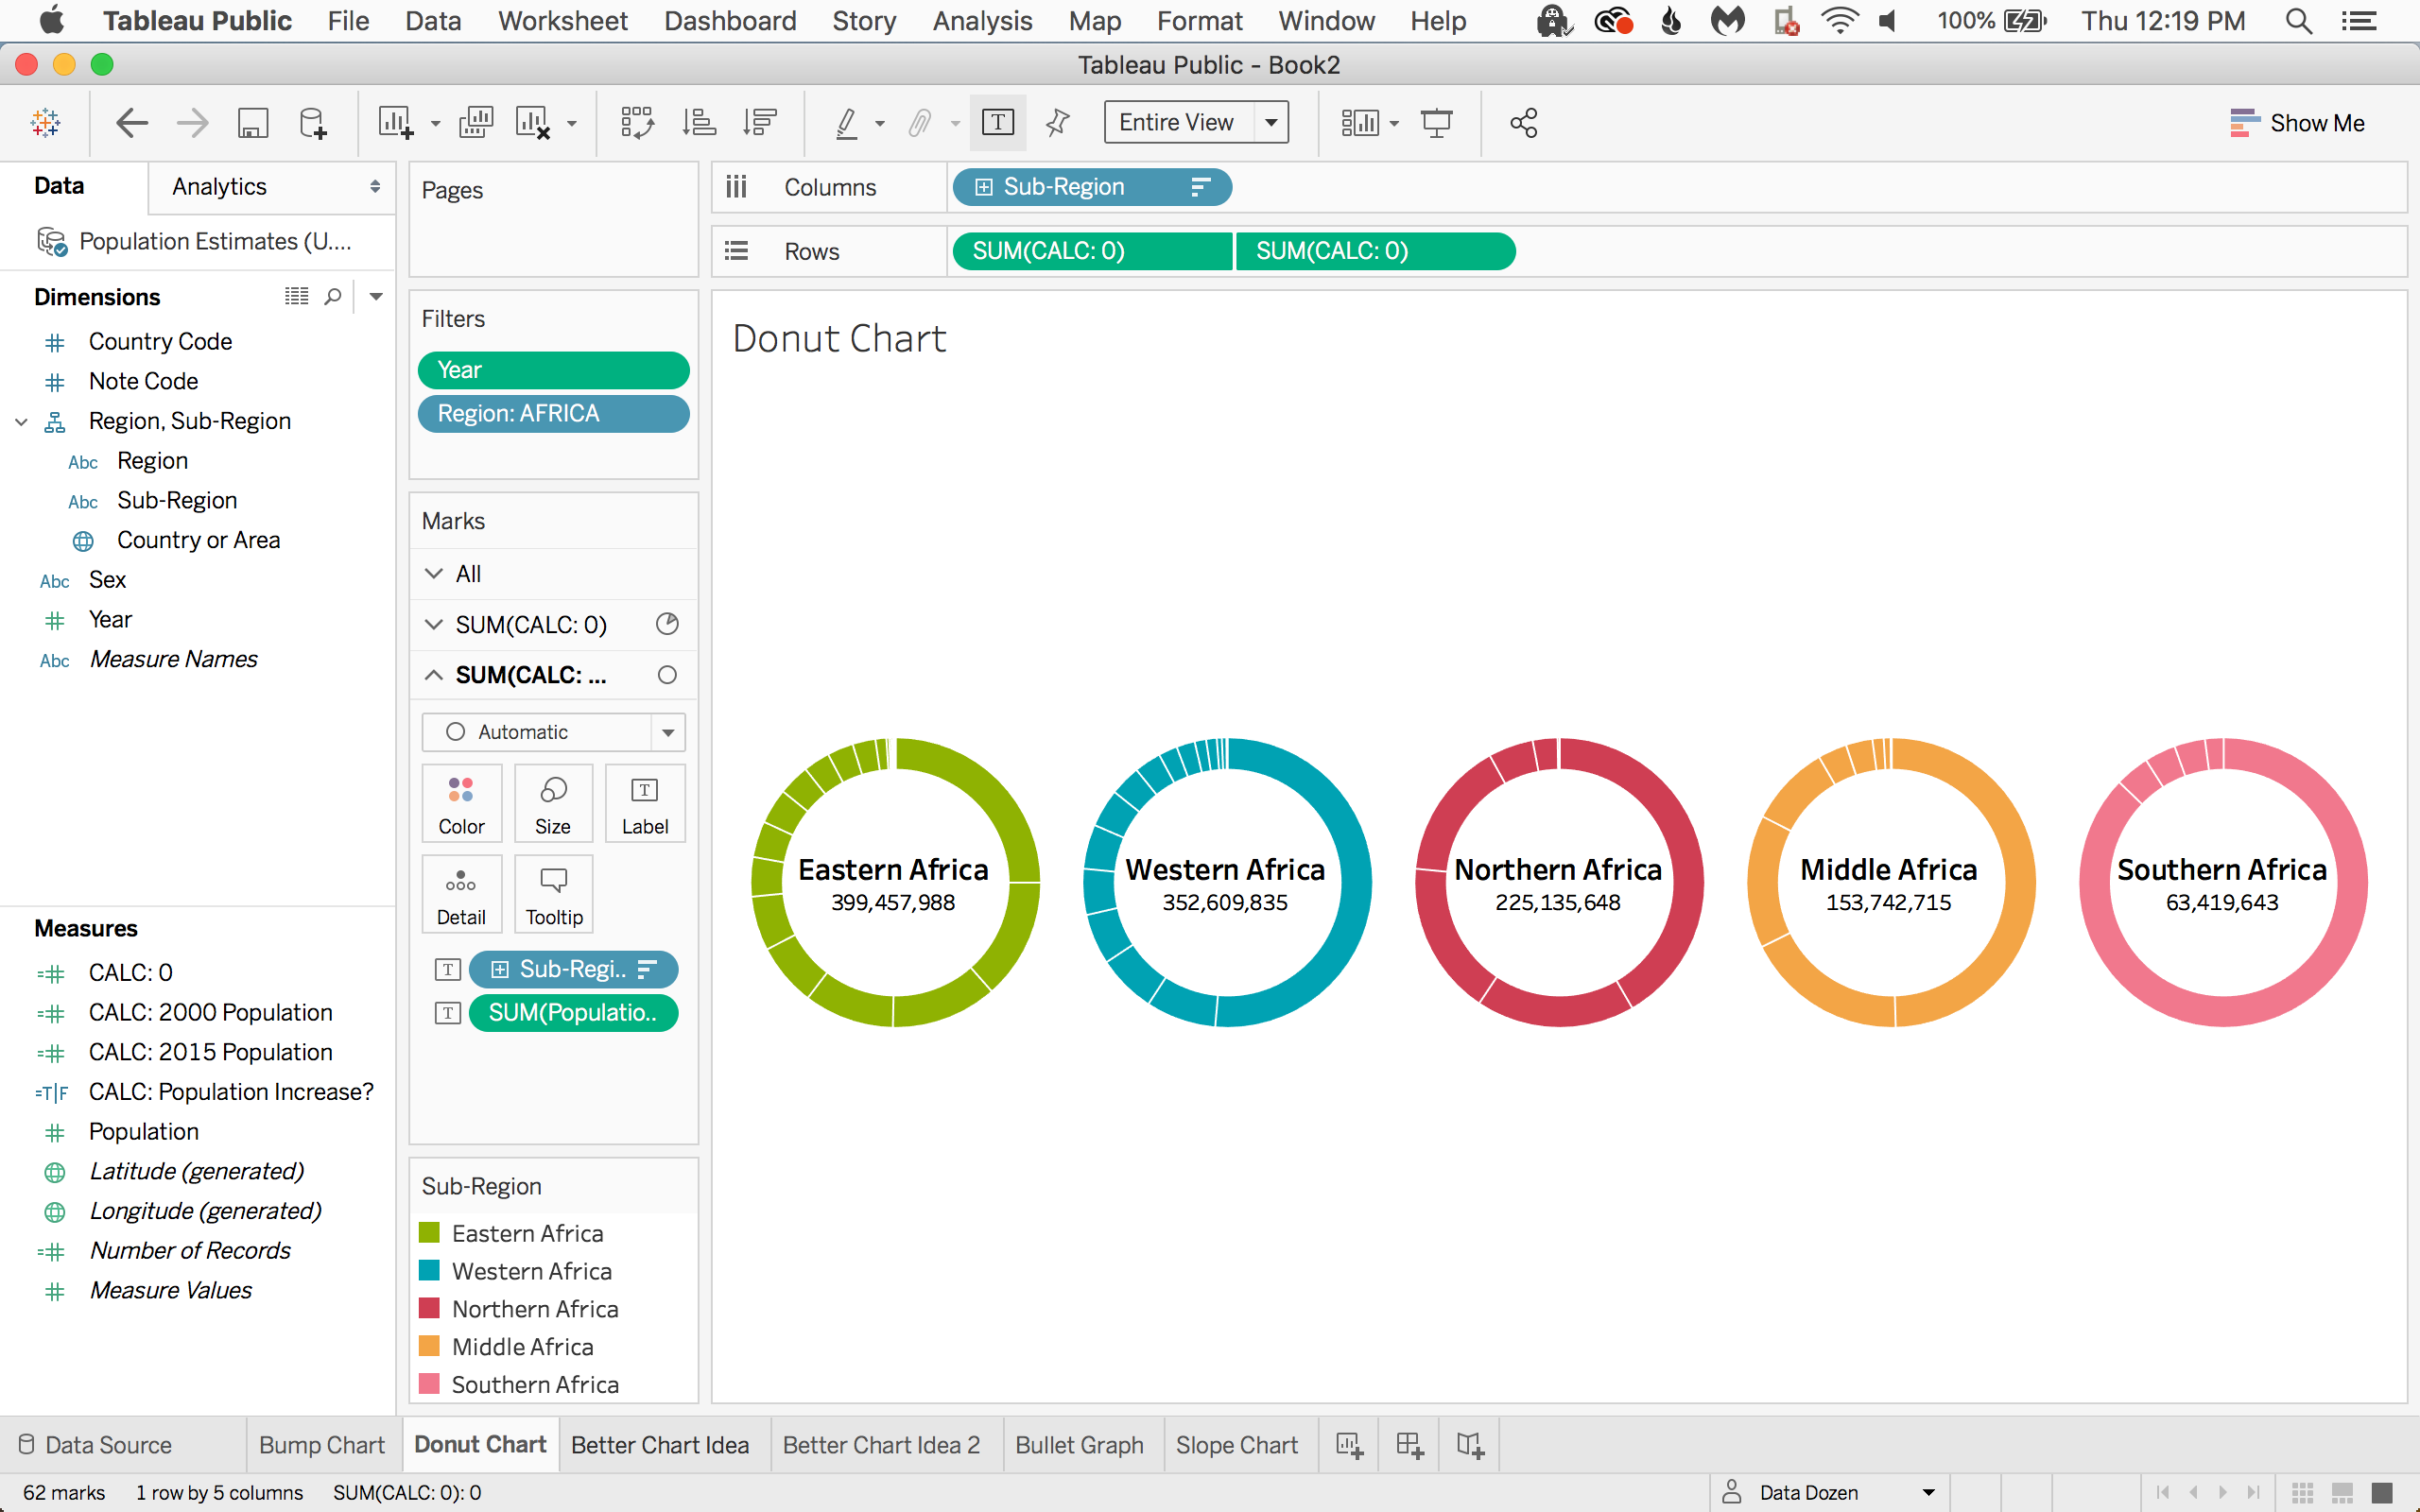 Tableau Public File Data Worksheet Dashboard Story Analysis Map Format Window Help 100% Thu 12:19 PM
Tableau Public - Book2
Entire View Show Me
Data Analytics
Population Estimates (U....
Dimensions
# Country Code
# Note Code
Region, Sub-Region
Abc Region
Abc Sub-Region
Country or Area
Abc Sex
# Year
Abc Measure Names
Measures
=# CALC: 0
=# CALC: 2000 Population
=# CALC: 2015 Population
=T|F CALC: Population Increase?
# Population
Latitude (generated)
Longitude (generated)
=# Number of Records
# Measure Values
Pages
Filters
Year
Region: AFRICA
Marks
All
SUM(CALC: 0)
SUM(CALC: ...
Automatic
Color Size Label
Detail Tooltip
T Sub-Regi..
T SUM(Populatio..
Sub-Region
Eastern Africa
Western Africa
Northern Africa
Middle Africa
Southern Africa
Columns Sub-Region
Rows SUM(CALC: 0) SUM(CALC: 0)
Donut Chart
Eastern Africa
399,457,988
Western Africa
352,609,835
Northern Africa
225,135,648
Middle Africa
153,742,715
Southern Africa
63,419,643
Data Source Bump Chart Donut Chart Better Chart Idea Better Chart Idea 2 Bullet Graph Slope Chart
62 marks 1 row by 5 columns SUM(CALC: 0): 0 Data Dozen